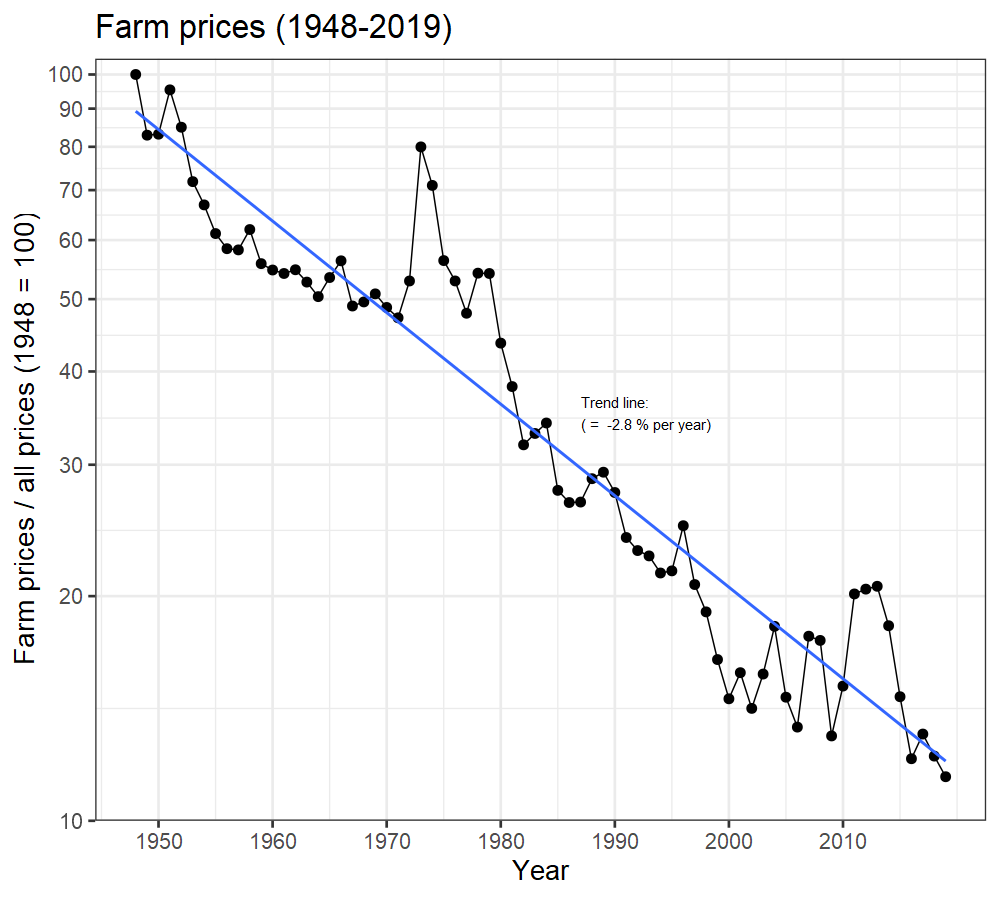 Farm prices (1948-2019)
Farm prices / all prices (1948 = 100)
100
90
80
70
60
50
40
30
20
10
Trend line:
( =  -2.8 % per year)
1950 1960 1970 1980 1990 2000 2010
Year